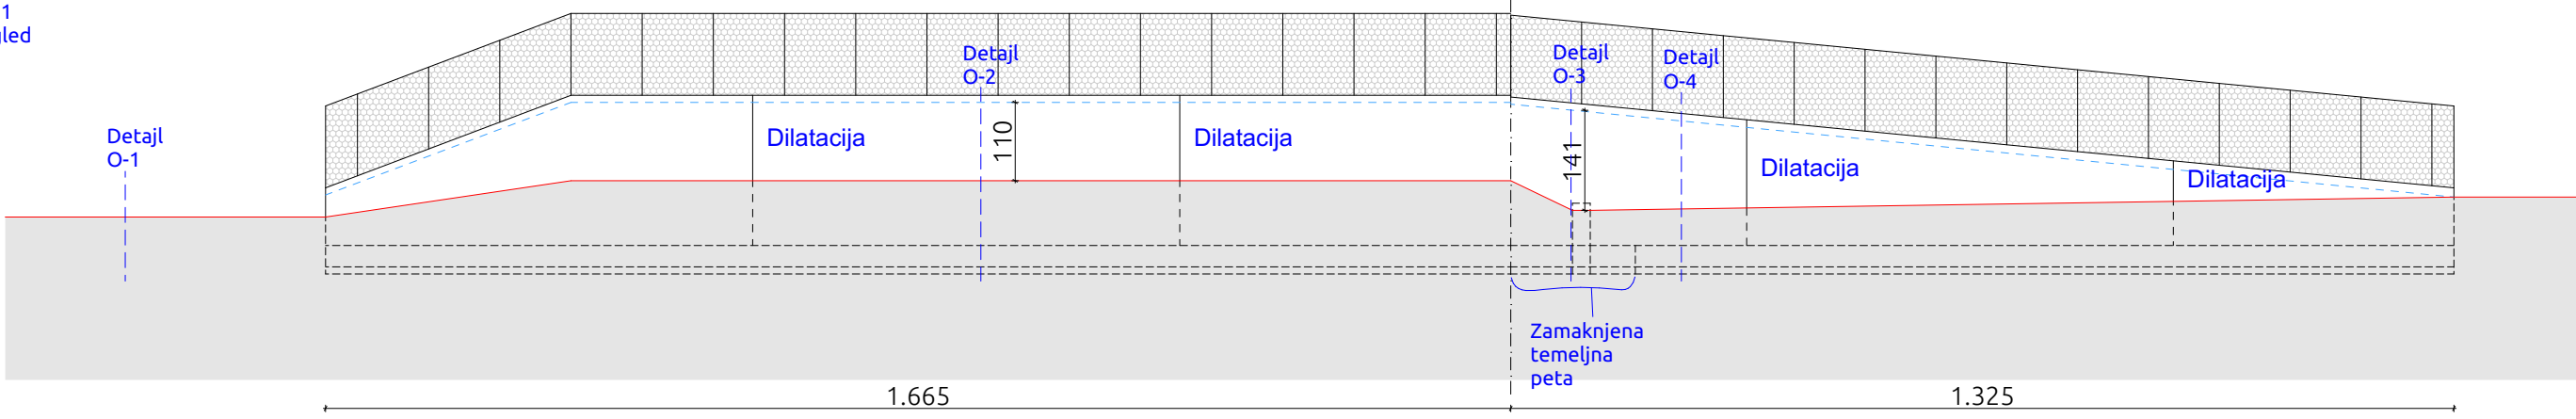 1
Detajl
O-1
Detajl
O-2
Detajl
O-3
Detajl
O-4
Dilatacija
110
Dilatacija
141
Dilatacija
Dilatacija
Zamaknjena
temeljna
peta
1.665
1.325